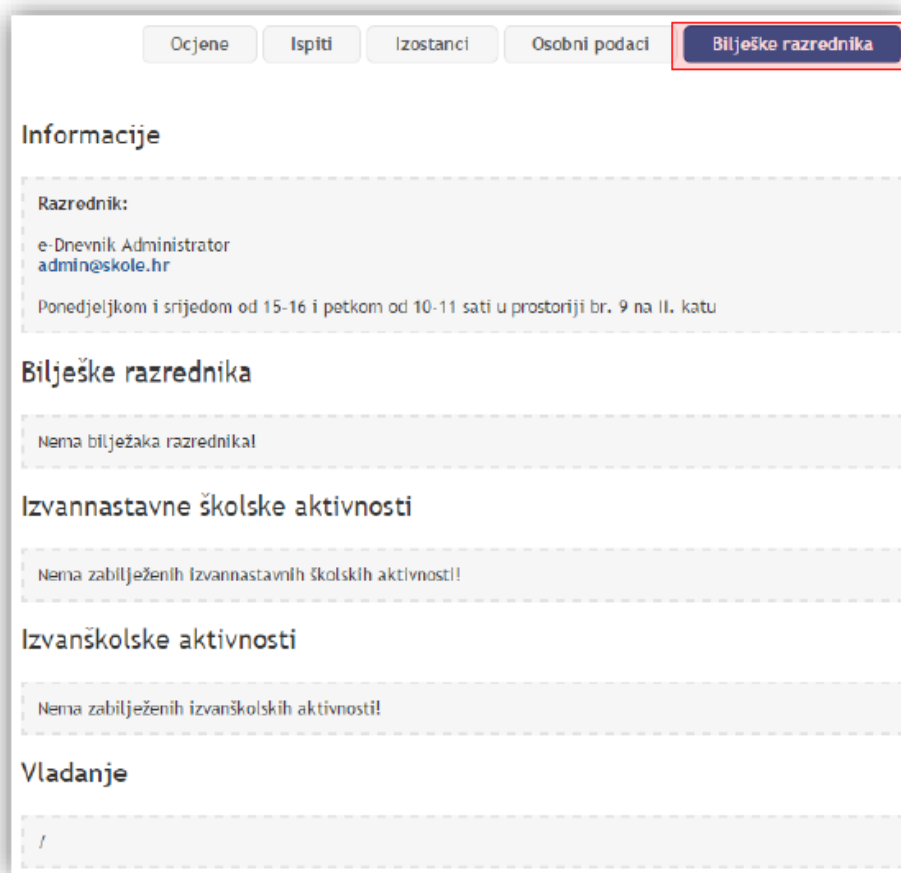 Ocjene Ispiti Izostanci Osobni podaci Bilješke razrednika
Informacije
Razrednik:
e-Dnevnik Administrator
admin@skole.hr
Ponedjeljkom i srijedom od 15-16 i petkom od 10-11 sati u prostoriji br. 9 na II. katu
Bilješke razrednika
Nema bilježaka razrednika!
Izvannastavne školske aktivnosti
Nema zabilježenih izvannastavnih školskih aktivnosti!
Izvanškolske aktivnosti
Nema zabilježenih izvanškolskih aktivnosti!
Vladanje
/